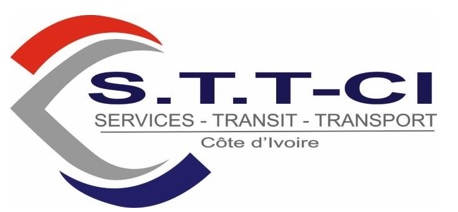 S.T.T-CI
SERVICES - TRANSIT - TRANSPORT
Côte d'Ivoire